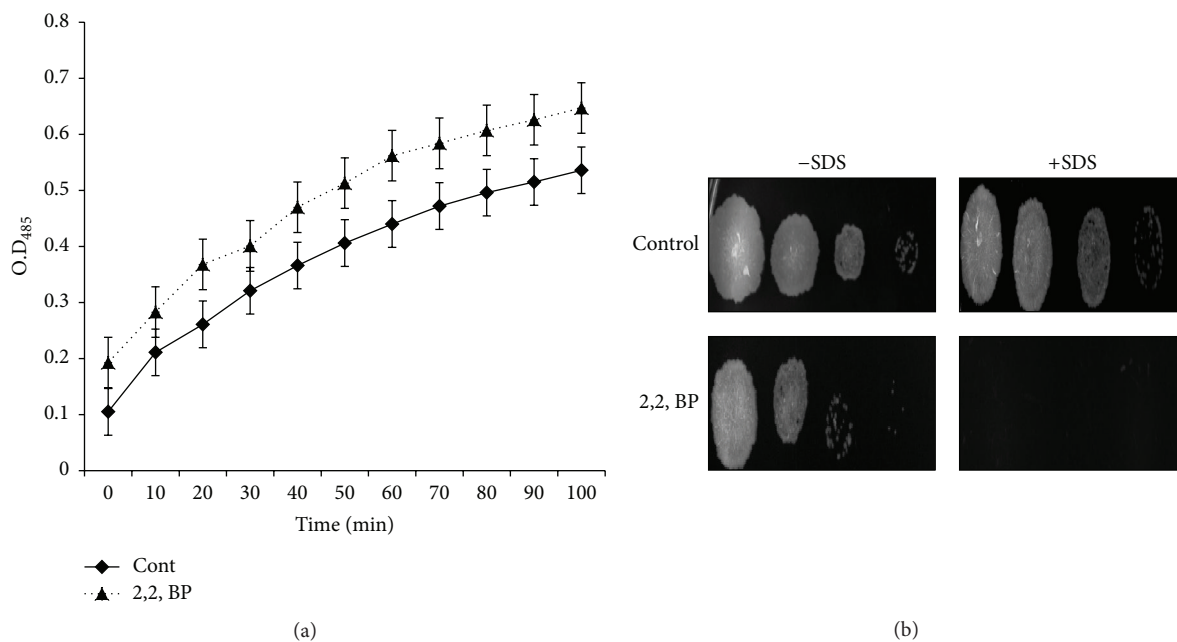 0.8
0.7
0.6
0.5
0.4
0.3
0.2
0.1
0
O.D485
0 10 20 30 40 50 60 70 80 90 100
Time (min)
Cont
2,2, BP
(a)
−SDS +SDS
Control
2,2, BP
(b)